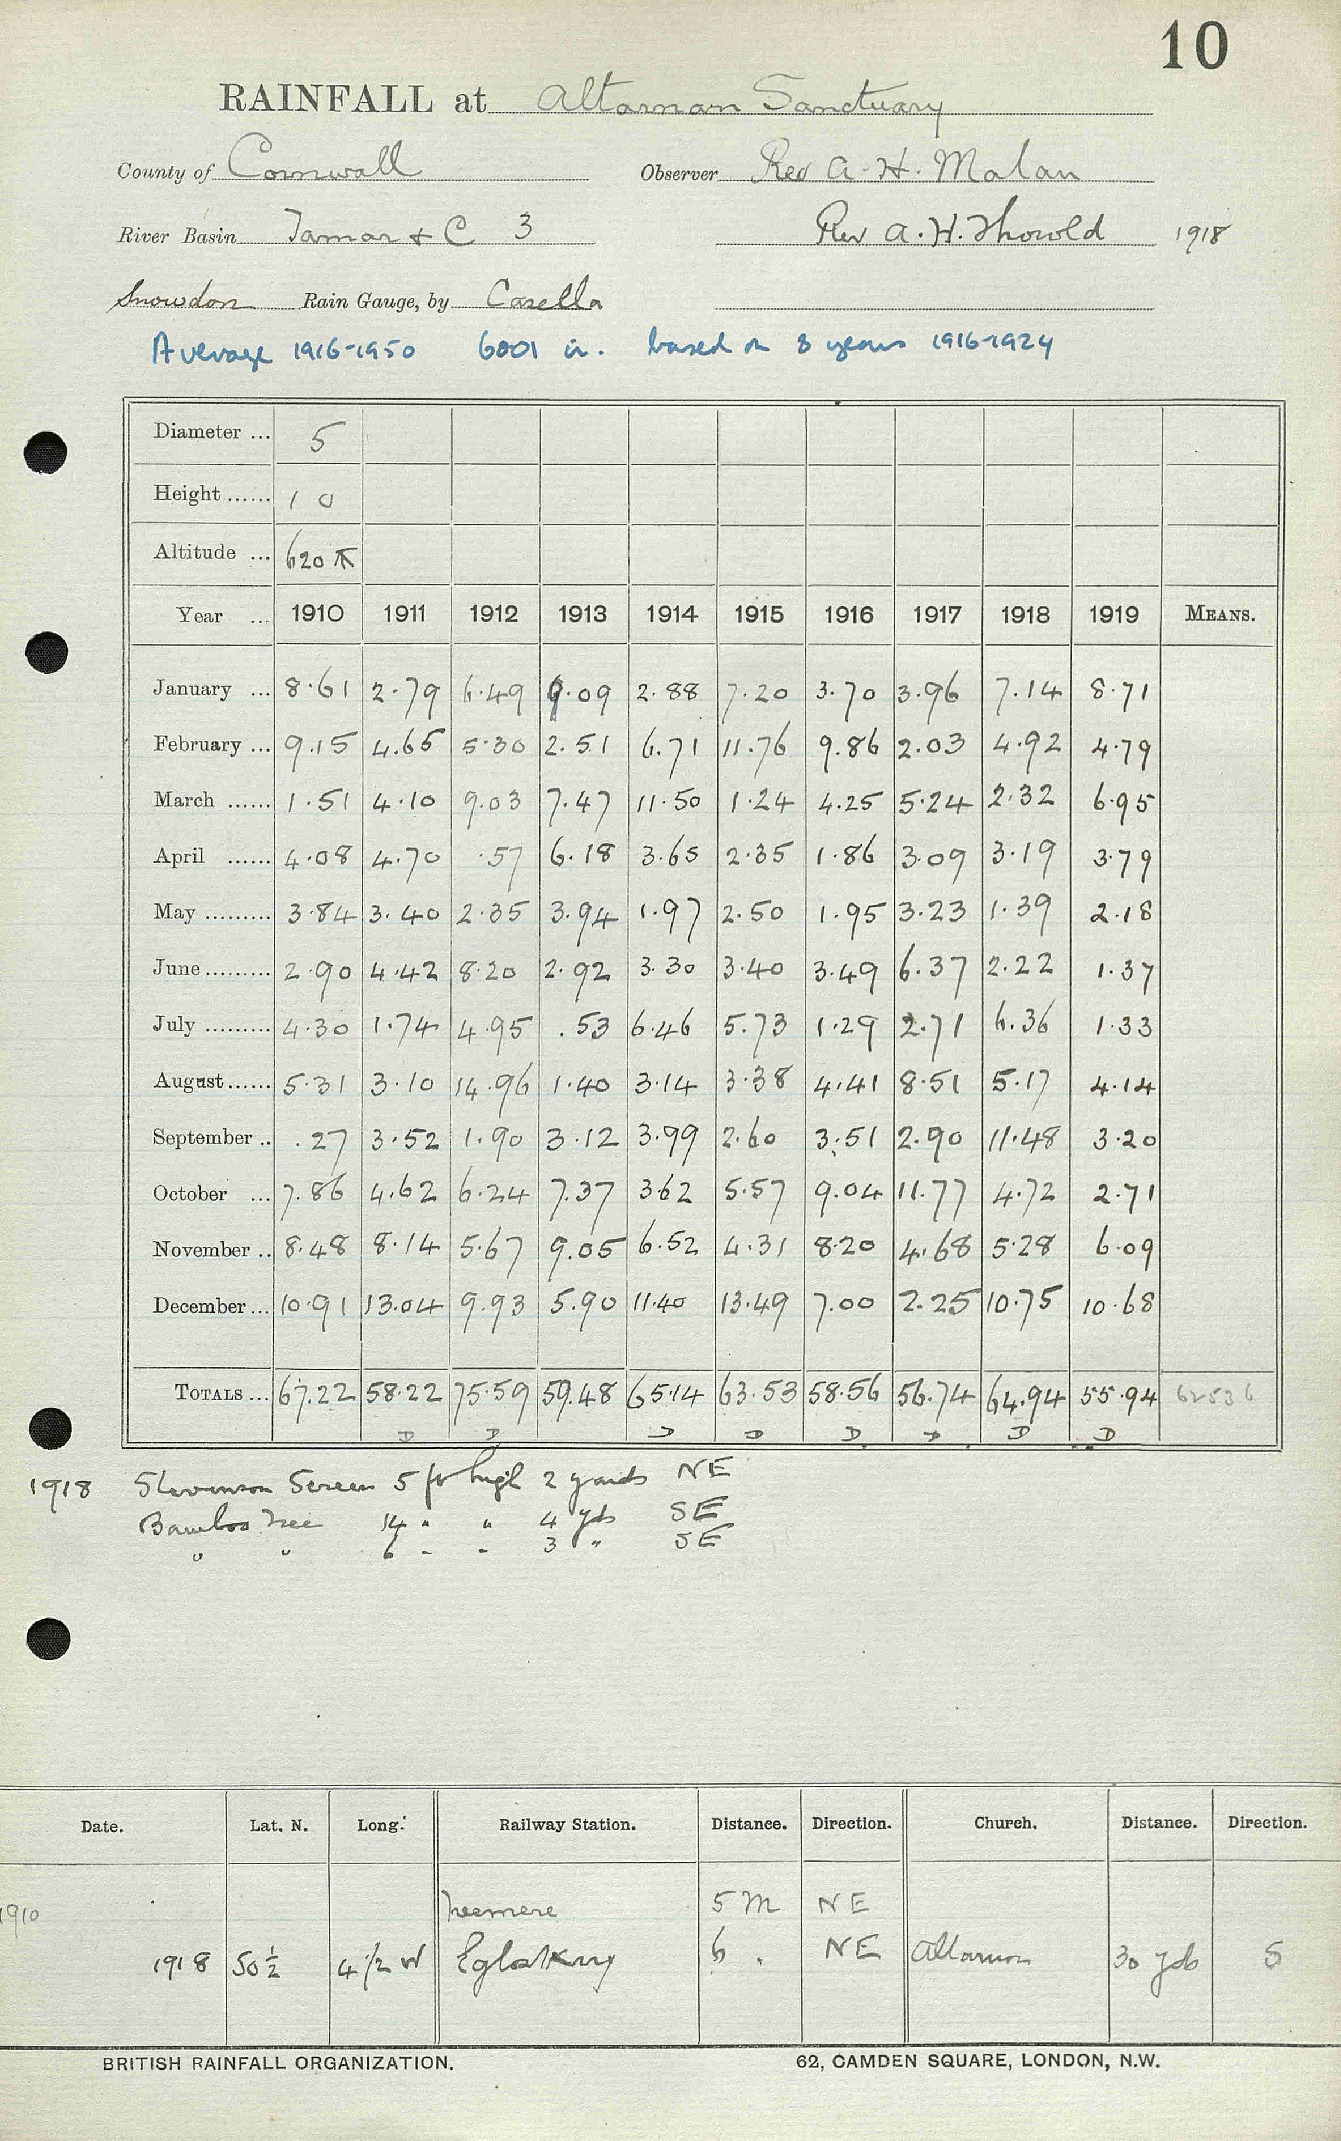 10
RAINFALL at Altarnan Sanctuary
County of Cornwall Observer Rev A. H. Malan
River Basin Tamar & C 3 Rev A. H. Thorold 1918
Snowdon Rain Gauge, by Casella
Average 1916-1950 6001 in. based on 8 years 1916-1924
Diameter ... 5
Height ...... 10
Altitude ... 620
Year ... 1910 1911 1912 1913 1914 1915 1916 1917 1918 1919 MEANS.
January ... 8.61 2.79 6.49 9.09 2.88 7.20 3.70 3.96 7.14 8.71
February ... 9.15 4.65 5.30 2.51 6.71 11.76 9.86 2.03 4.92 4.79
March ...... 1.51 4.10 9.03 7.47 11.50 1.24 4.25 5.24 2.32 6.95
April ...... 4.08 4.70 .57 6.18 3.65 2.35 1.86 3.09 3.19 3.79
May ......... 3.84 3.40 2.35 3.94 1.97 2.50 1.95 3.23 1.39 2.18
June ......... 2.90 4.42 8.20 2.92 3.30 3.40 3.49 6.37 2.22 1.37
July ......... 4.30 1.74 4.95 .53 6.46 5.73 1.29 2.71 6.36 1.33
August ...... 5.31 3.10 14.96 1.40 3.14 3.38 4.41 8.51 5.17 4.14
September .. .27 3.52 1.90 3.12 3.99 2.60 3.51 2.90 11.48 3.20
October ... 7.86 4.62 6.24 7.37 3.62 5.57 9.04 11.77 4.72 2.71
November .. 8.48 8.14 5.67 9.05 6.52 4.31 8.20 4.68 5.28 6.09
December ... 10.91 13.04 9.93 5.90 11.40 13.49 7.00 2.25 10.75 10.68
TOTALS ... 67.22 58.22 75.59 59.48 65.14 63.53 58.56 56.74 64.94 55.94 62536
D D D D D D D D
1918 Stevenson Screen 5 ft high 2 yards NE
Bamboo Tree 14 " " 4 yds SE
" " 6 " " 3 " SE
Date. Lat. N. Long. Railway Station. Distance. Direction. Church. Distance. Direction.
1910 Tresmere 5 m NE
1918 50½ 4½ W Egloskerry 6 " NE Altarnon 30 yds S
BRITISH RAINFALL ORGANIZATION. 62, CAMDEN SQUARE, LONDON, N.W.